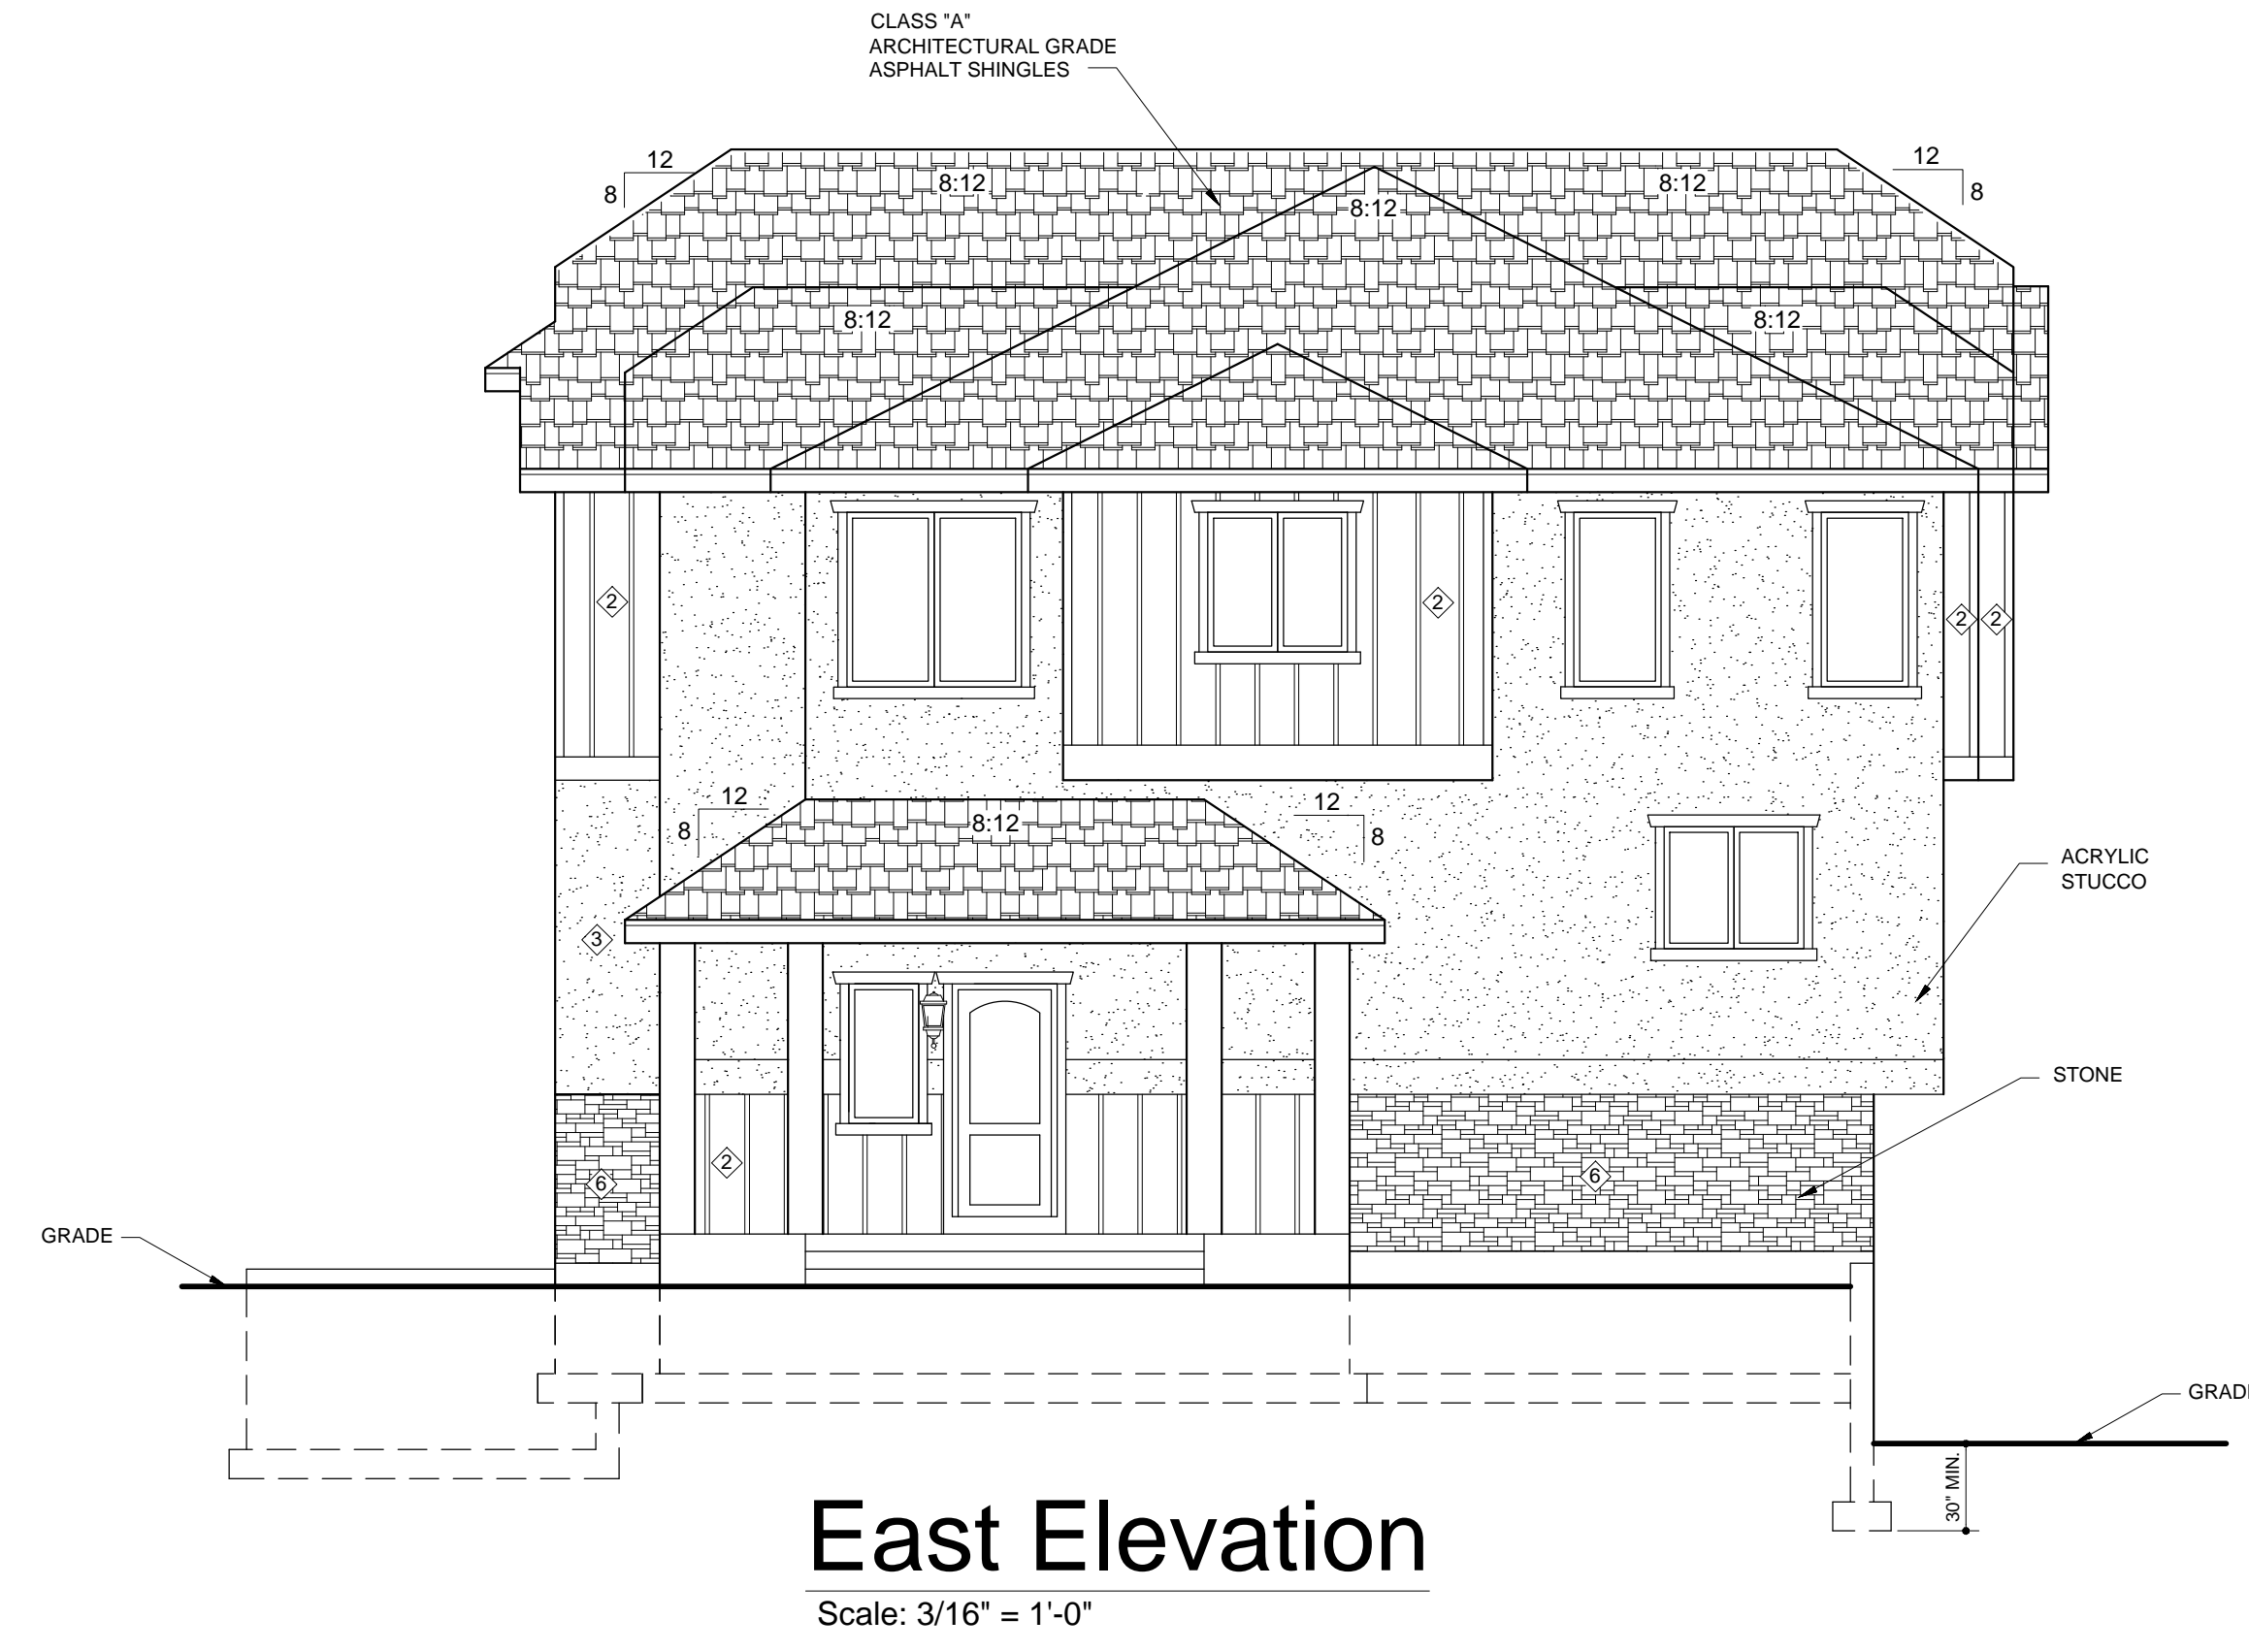 CLASS "A"
ARCHITECTURAL GRADE
ASPHALT SHINGLES
12
8
8:12
8:12
8:12
12
8
8:12
8:12
2
2
2
2
12
8
8:12
12
8
ACRYLIC
STUCCO
3
STONE
2
6
6
GRADE
GRAD
30" MIN.
East Elevation
Scale: 3/16" = 1'-0"